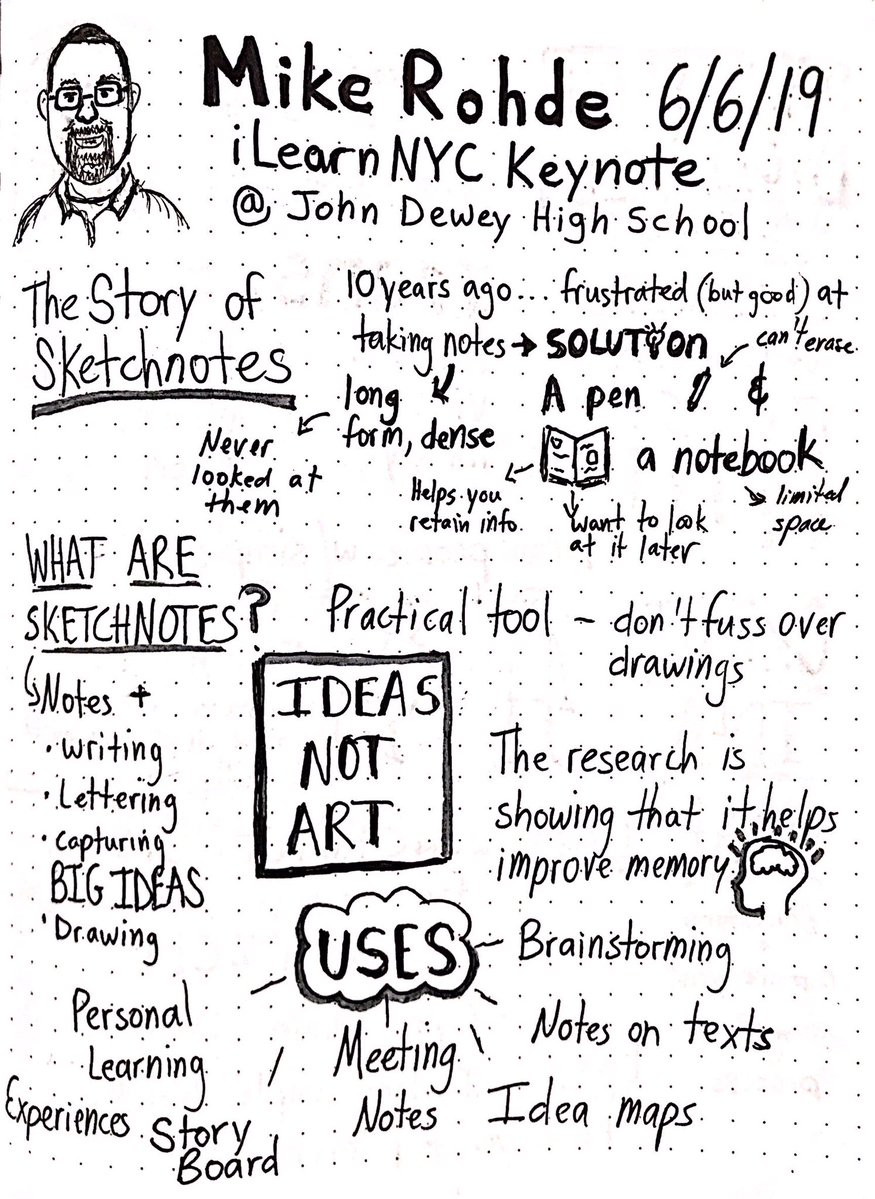 Mike Rohde 6/6/19
iLearnNYC Keynote
@ John Dewey High School
The Story of
Sketchnotes
10 years ago... frustrated (but good) at
taking notes → SOLUTION
can't erase
A pen &
a notebook
long
form, dense
Never
looked at
them
Helps you
retain info.
want to look
at it later
limited
space
WHAT ARE
SKETCHNOTES?
Notes +
• writing
• Lettering
• capturing
BIG IDEAS
• Drawing
IDEAS
NOT
ART
Practical tool - don't fuss over
drawings
The research is
showing that it helps
improve memory
USES
Brainstorming
Notes on texts
Idea maps
Meeting
Notes
Story
Board
Personal
Learning
Experiences